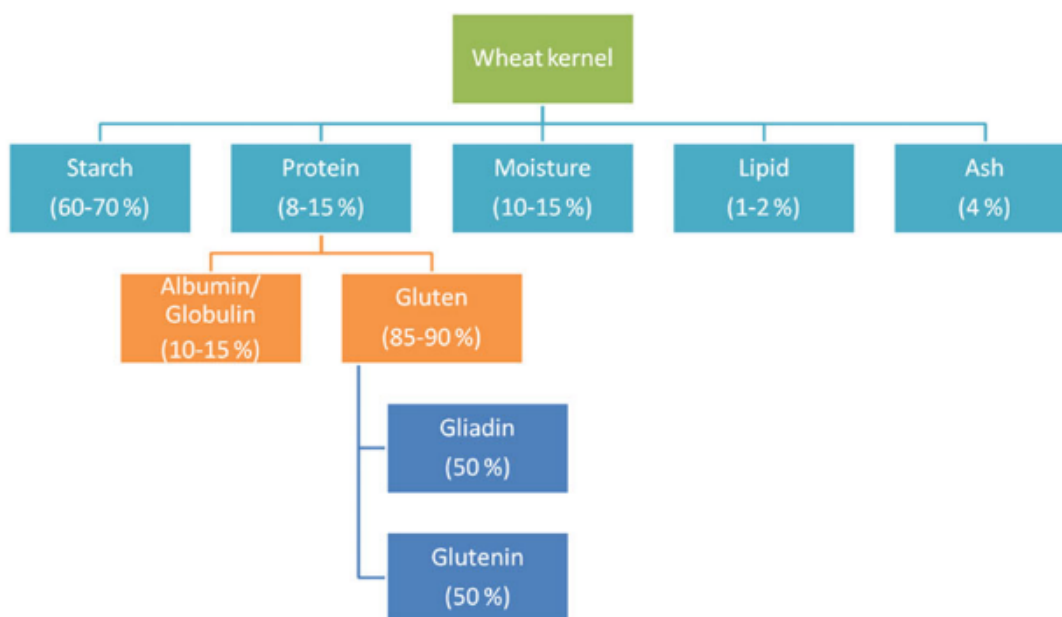 Wheat kernel
Starch
(60-70 %)
Protein
(8-15 %)
Moisture
(10-15 %)
Lipid
(1-2 %)
Ash
(4 %)
Albumin/
Globulin
(10-15 %)
Gluten
(85-90 %)
Gliadin
(50 %)
Glutenin
(50 %)